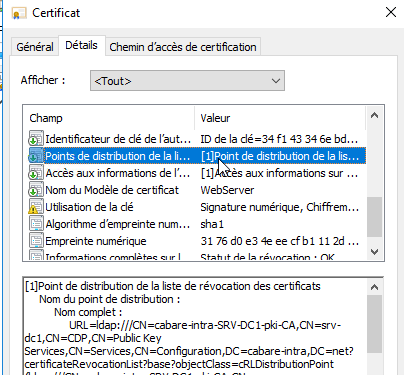 Certificat
Général Détails Chemin d'accès de certification
Afficher : <Tout>
Champ Valeur
Identificateur de clé de l'aut... ID de la clé=34 f1 43 34 6e bd...
Points de distribution de la li... [1]Point de distribution de la lis...
Accès aux informations de l'... [1]Accès aux informations sur ...
Nom du Modèle de certificat WebServer
Utilisation de la clé Signature numérique, Chiffrem...
Algorithme d'empreinte num... sha1
Empreinte numérique 31 76 d0 e3 4e ee cf b1 11 2d ...
Informations complètes sur l... Statut de la révocation : OK
[1]Point de distribution de la liste de révocation des certificats
Nom du point de distribution :
Nom complet :
URL=ldap:///CN=cabare-intra-SRV-DC1-pki-CA,CN=srv-
dc1,CN=CDP,CN=Public Key
Services,CN=Services,CN=Configuration,DC=cabare-intra,DC=net?
certificateRevocationList?base?objectClass=cRLDistributionPoint